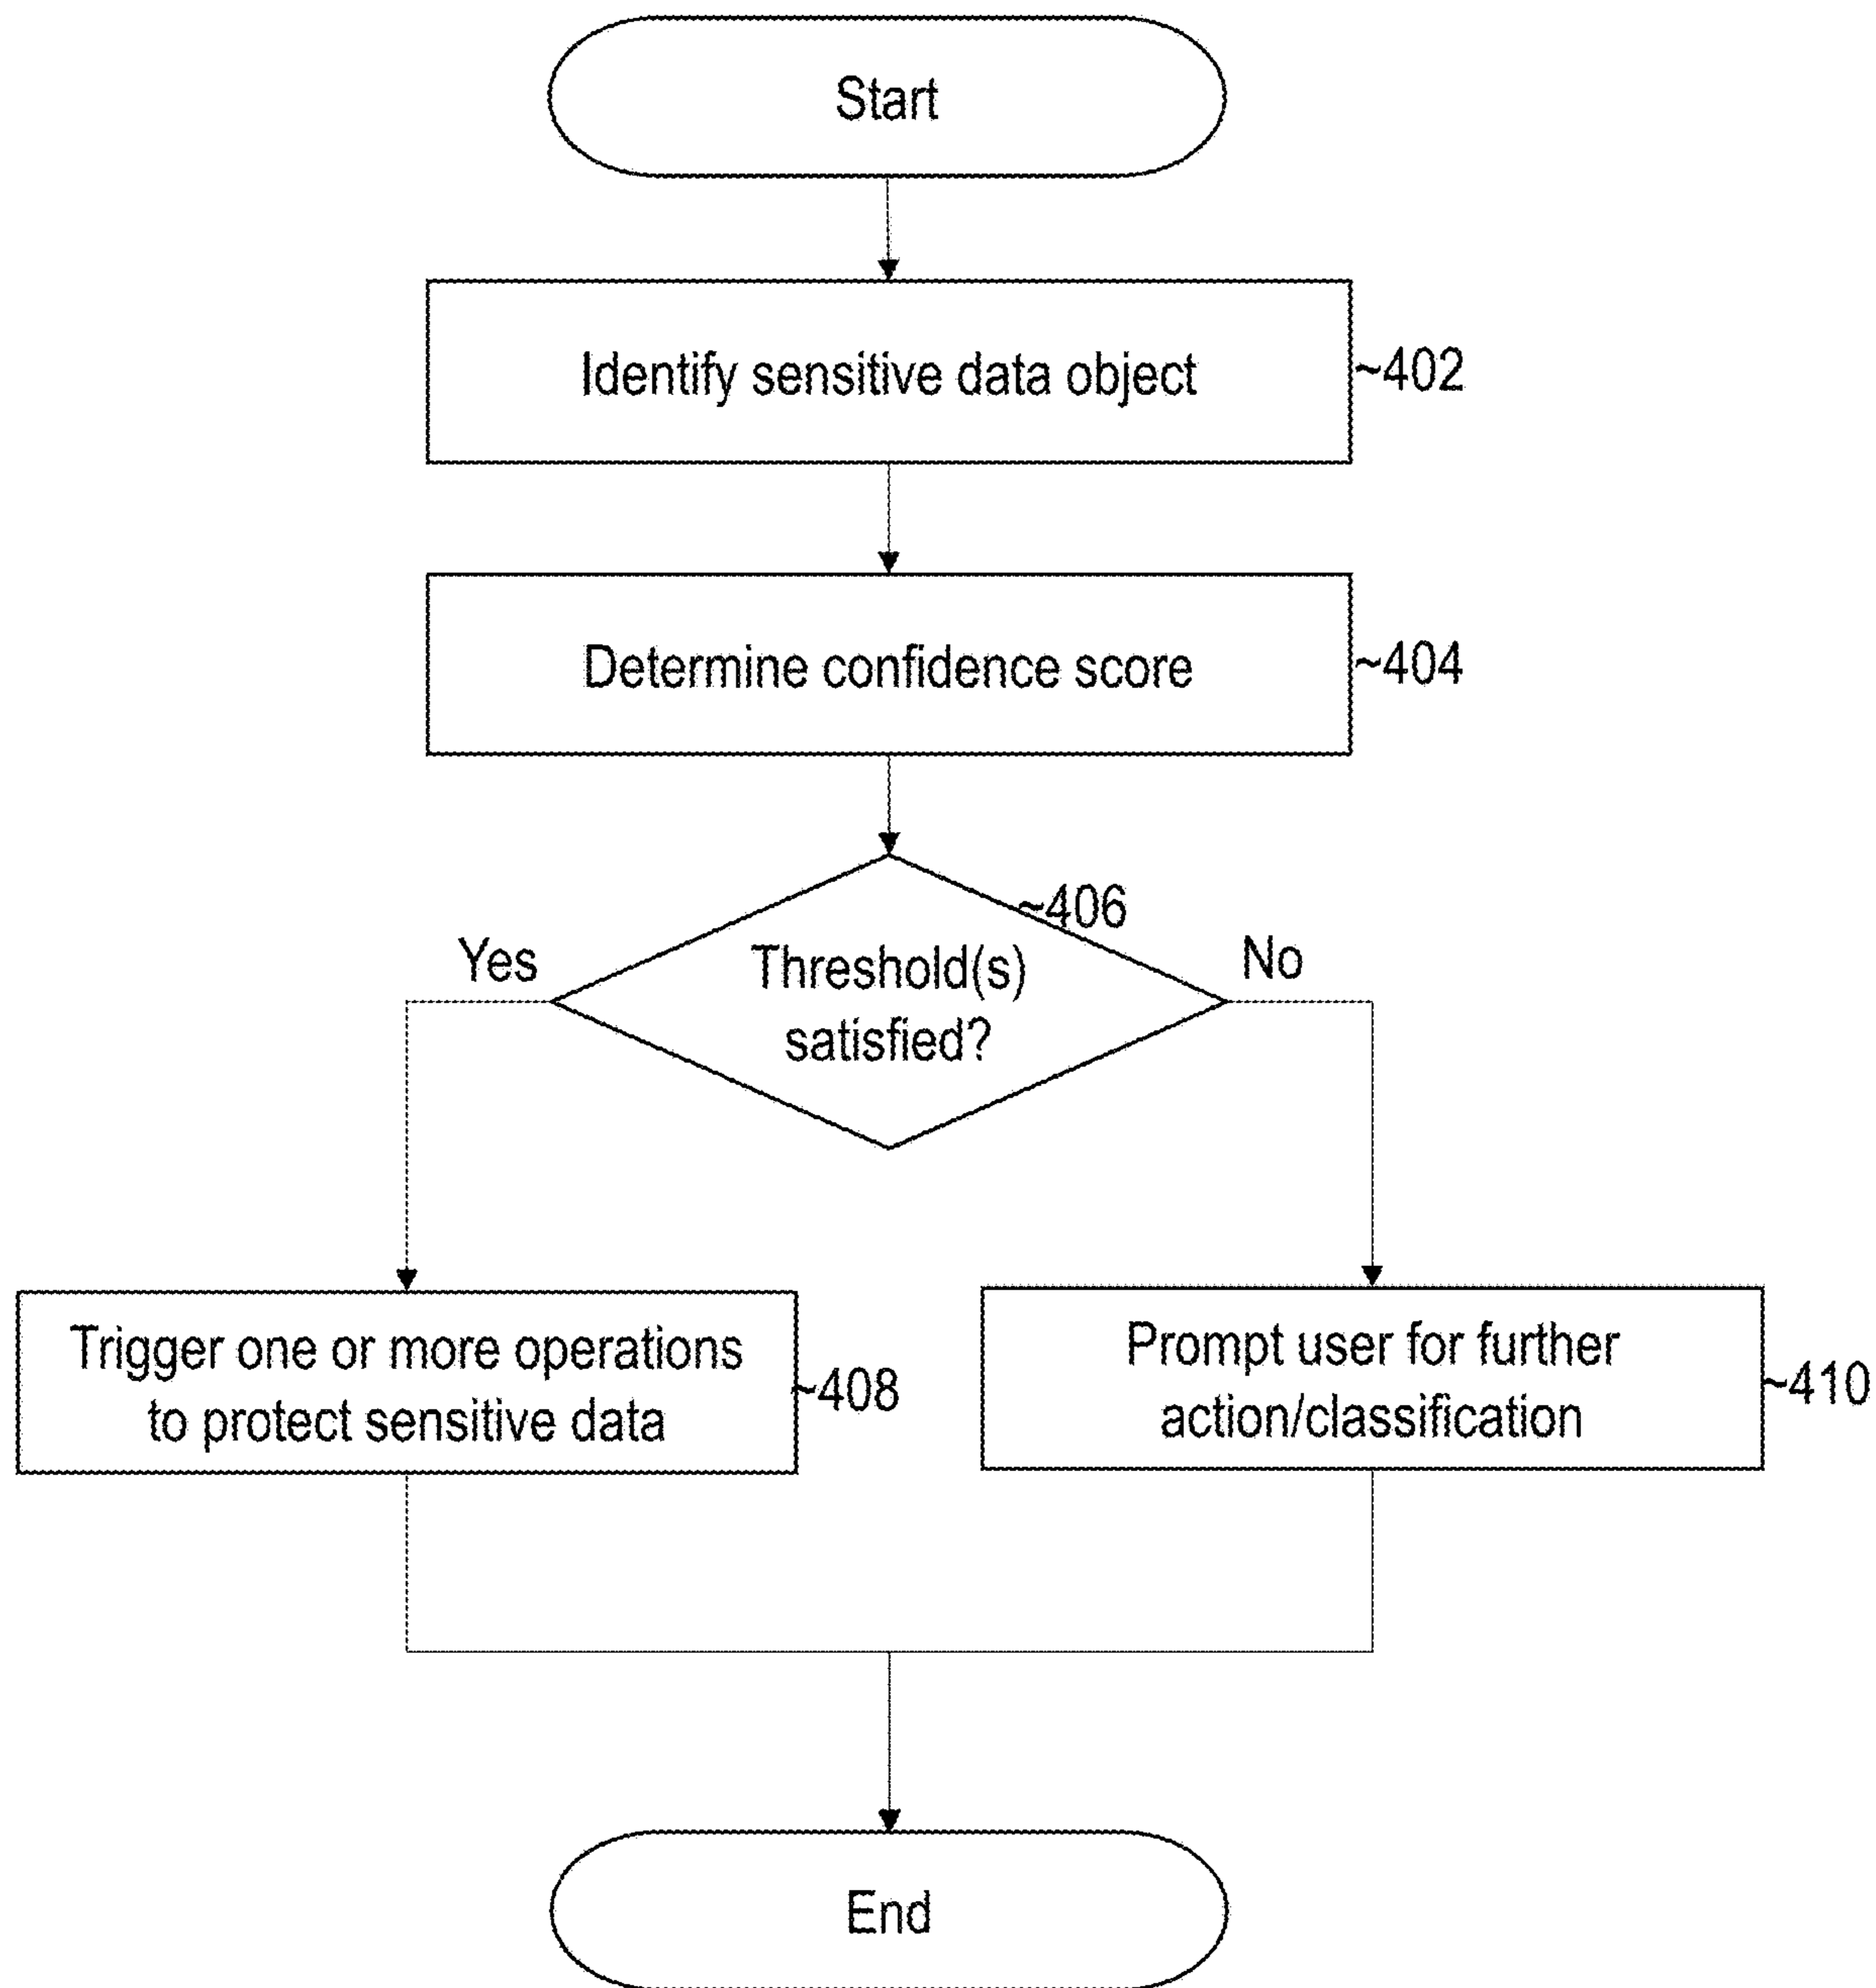 Start
Identify sensitive data object
~402
Determine confidence score
~404
~406
Yes
Threshold(s)
satisfied?
No
Trigger one or more operations
to protect sensitive data
~408
Prompt user for further
action/classification
~410
End